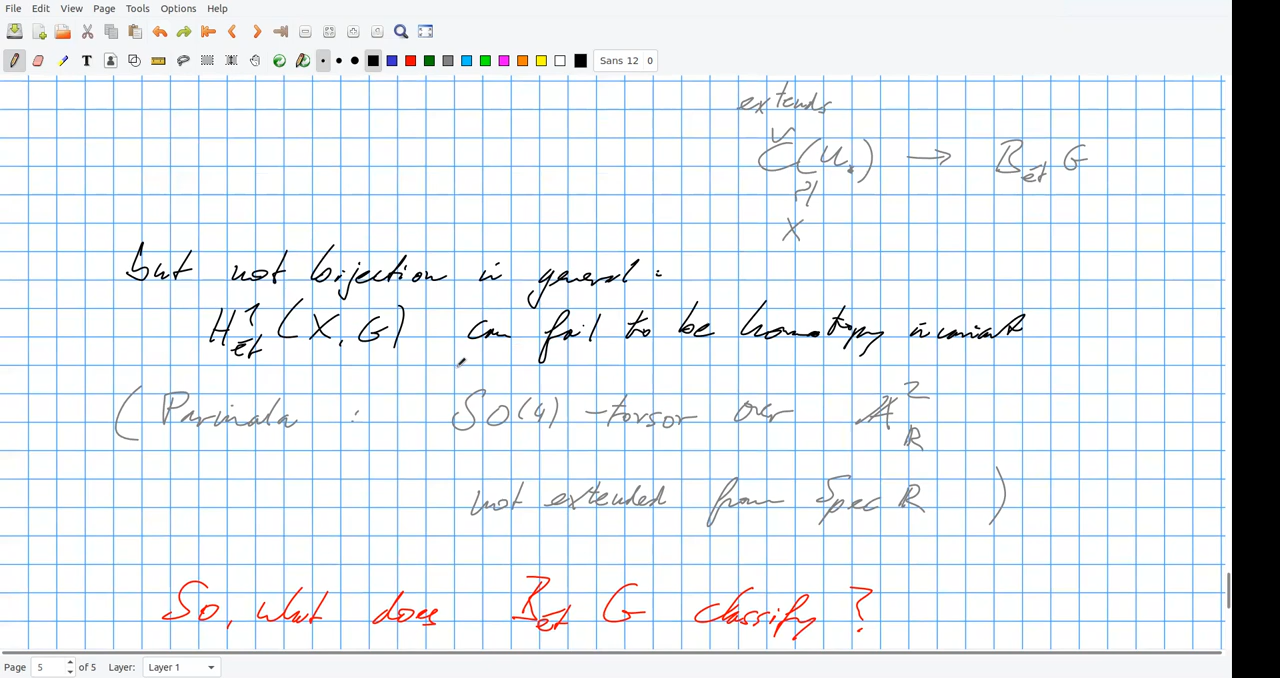 File Edit View Page Tools Options Help
Sans 12 0
extends
Č(U.) → B_ét G
≀|
X
but not bijection in general :
H¹_ét (X, G) can fail to be homotopy invariant
( Parimala : SO(4) -torsor over 𝔸²_ℝ
not extended from Spec ℝ )
So, what does B_ét G classify ?
Page 5 of 5 Layer: Layer 1